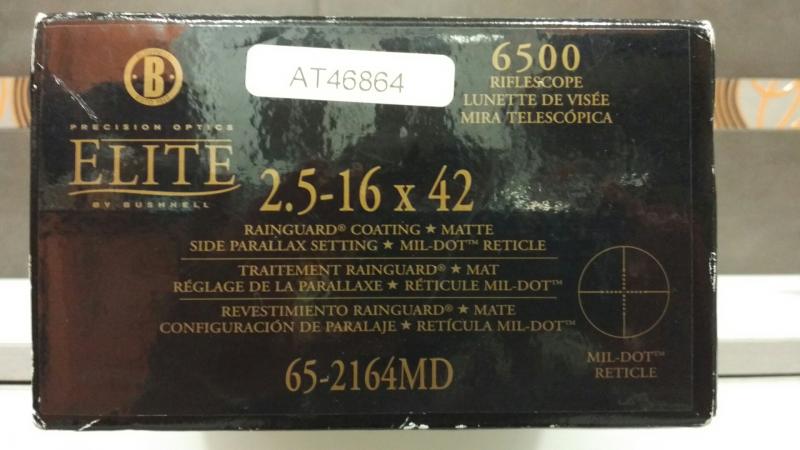 B
AT46864
6500
RIFLESCOPE
LUNETTE DE VISÉE
MIRA TELESCÓPICA
PRECISION OPTICS
ELITE
BY BUSHNELL
2.5-16 x 42
RAINGUARD® COATING ★ MATTE
SIDE PARALLAX SETTING ★ MIL-DOT™ RETICLE
TRAITEMENT RAINGUARD® ★ MAT
RÉGLAGE DE LA PARALLAXE ★ RÉTICULE MIL-DOT™
REVESTIMIENTO RAINGUARD® ★ MATE
CONFIGURACIÓN DE PARALAJE ★ RETÍCULA MIL-DOT™
MIL-DOT™
RETICLE
65-2164MD